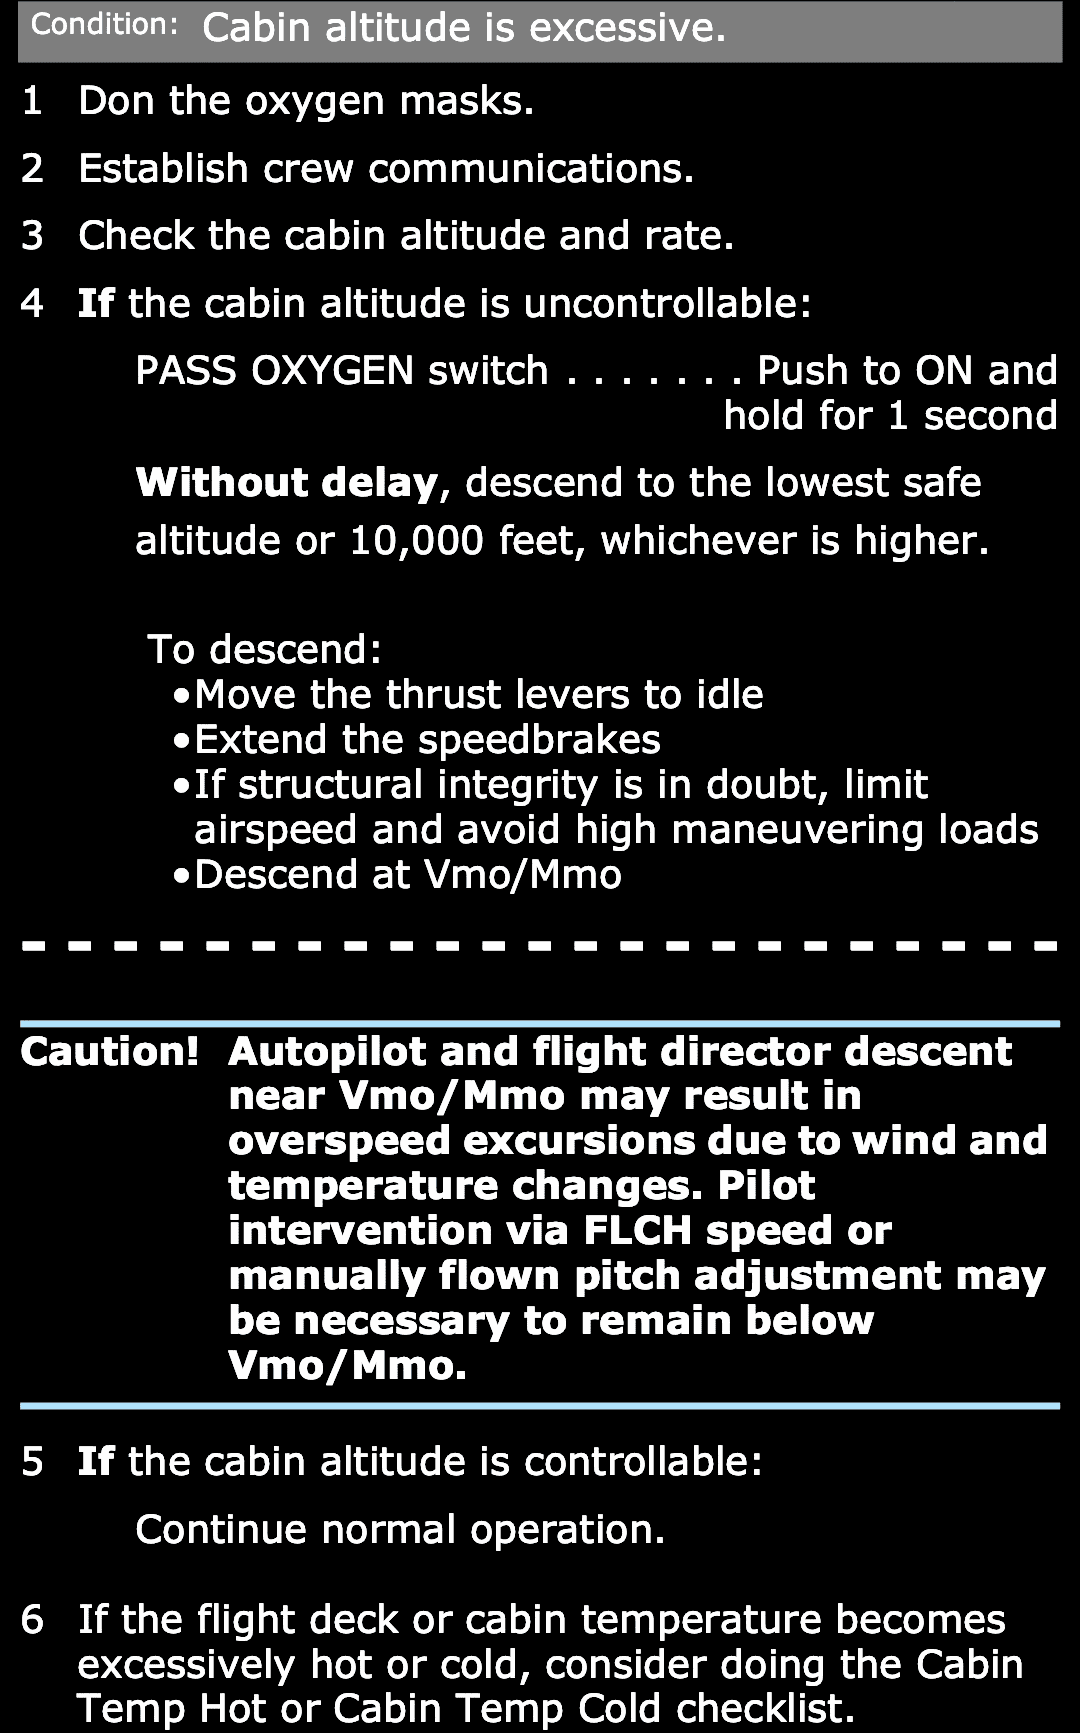 Condition: Cabin altitude is excessive.
1 Don the oxygen masks.
2 Establish crew communications.
3 Check the cabin altitude and rate.
4 If the cabin altitude is uncontrollable:
PASS OXYGEN switch . . . . . . . Push to ON and
hold for 1 second
Without delay, descend to the lowest safe
altitude or 10,000 feet, whichever is higher.
To descend:
•Move the thrust levers to idle
•Extend the speedbrakes
•If structural integrity is in doubt, limit
airspeed and avoid high maneuvering loads
•Descend at Vmo/Mmo
Caution! Autopilot and flight director descent
near Vmo/Mmo may result in
overspeed excursions due to wind and
temperature changes. Pilot
intervention via FLCH speed or
manually flown pitch adjustment may
be necessary to remain below
Vmo/Mmo.
5 If the cabin altitude is controllable:
Continue normal operation.
6 If the flight deck or cabin temperature becomes
excessively hot or cold, consider doing the Cabin
Temp Hot or Cabin Temp Cold checklist.